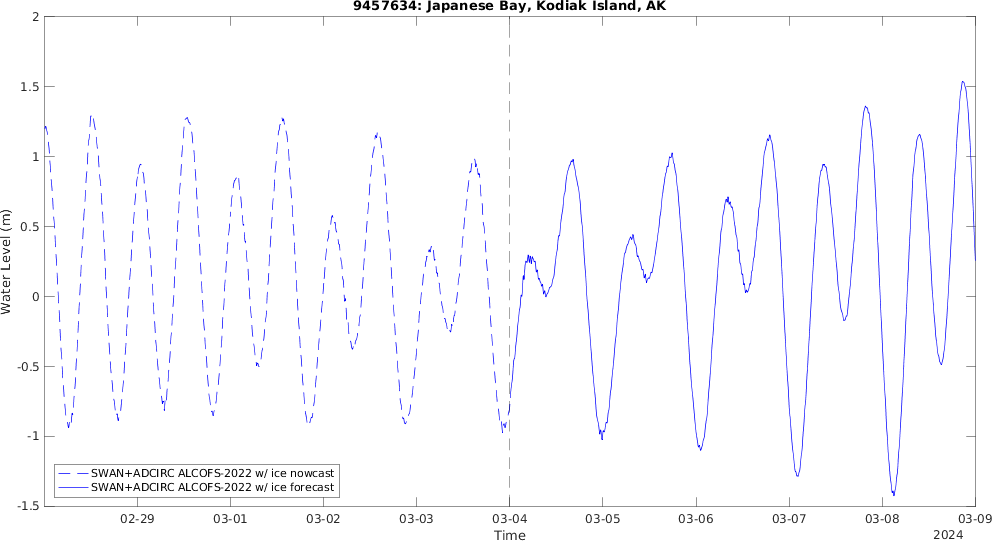 9457634: Japanese Bay, Kodiak Island, AK
2
1.5
1
0.5
0
-0.5
-1
-1.5
Water Level (m)
SWAN+ADCIRC ALCOFS-2022 w/ ice nowcast
SWAN+ADCIRC ALCOFS-2022 w/ ice forecast
02-29 03-01 03-02 03-03 03-04 03-05 03-06 03-07 03-08 03-09
Time
2024